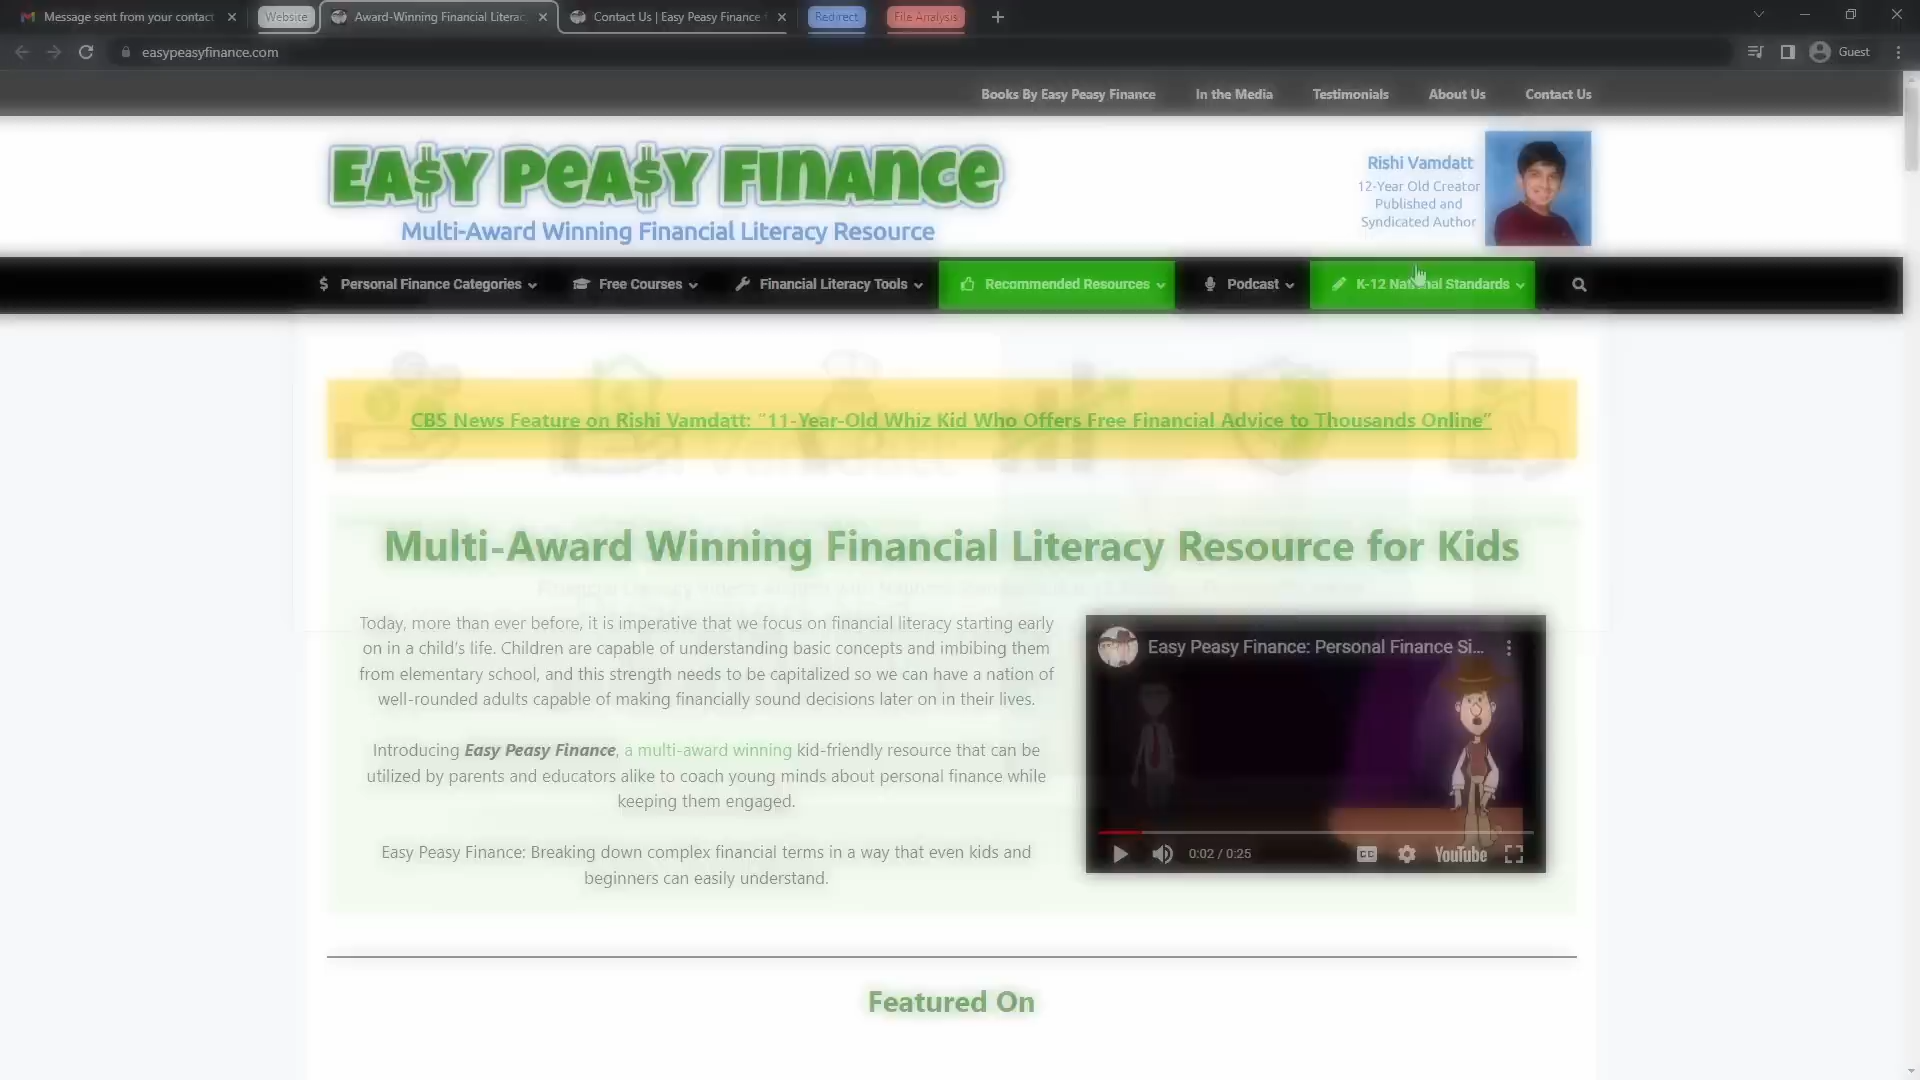 Message sent from your contact
Website
Award-Winning Financial Literac
Contact Us | Easy Peasy Finance
Redirect
File Analysis
easypeasyfinance.com
Guest
Books By Easy Peasy Finance
In the Media
Testimonials
About Us
Contact Us
EA$Y PEA$Y FINANCE
Multi-Award Winning Financial Literacy Resource
Rishi Vamdatt
12-Year Old Creator
Published and
Syndicated Author
Personal Finance Categories
Free Courses
Financial Literacy Tools
Recommended Resources
Podcast
K-12 National Standards
CBS News Feature on Rishi Vamdatt: “11-Year-Old Whiz Kid Who Offers Free Financial Advice to Thousands Online”
Multi-Award Winning Financial Literacy Resource for Kids
Today, more than ever before, it is imperative that we focus on financial literacy starting early
on in a child’s life. Children are capable of understanding basic concepts and imbibing them
from elementary school, and this strength needs to be capitalized so we can have a nation of
well-rounded adults capable of making financially sound decisions later on in their lives.
Introducing Easy Peasy Finance, a multi-award winning kid-friendly resource that can be
utilized by parents and educators alike to coach young minds about personal finance while
keeping them engaged.
Easy Peasy Finance: Breaking down complex financial terms in a way that even kids and
beginners can easily understand.
Easy Peasy Finance: Personal Finance Si...
0:02 / 0:25
CC
YouTube
Featured On